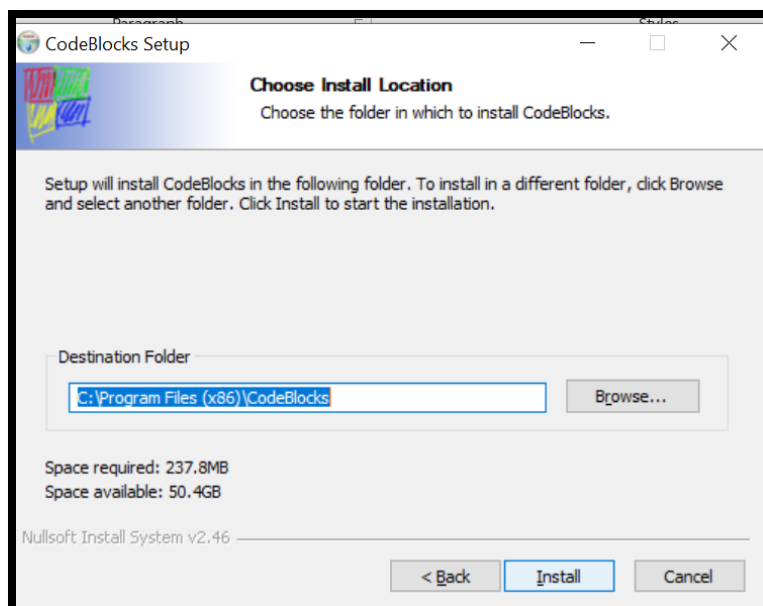 Paragraph
Styles
CodeBlocks Setup
Choose Install Location
Choose the folder in which to install CodeBlocks.
Setup will install CodeBlocks in the following folder. To install in a different folder, click Browse
and select another folder. Click Install to start the installation.
Destination Folder
C:\Program Files (x86)\CodeBlocks
Browse...
Space required: 237.8MB
Space available: 50.4GB
Nullsoft Install System v2.46
< Back
Install
Cancel